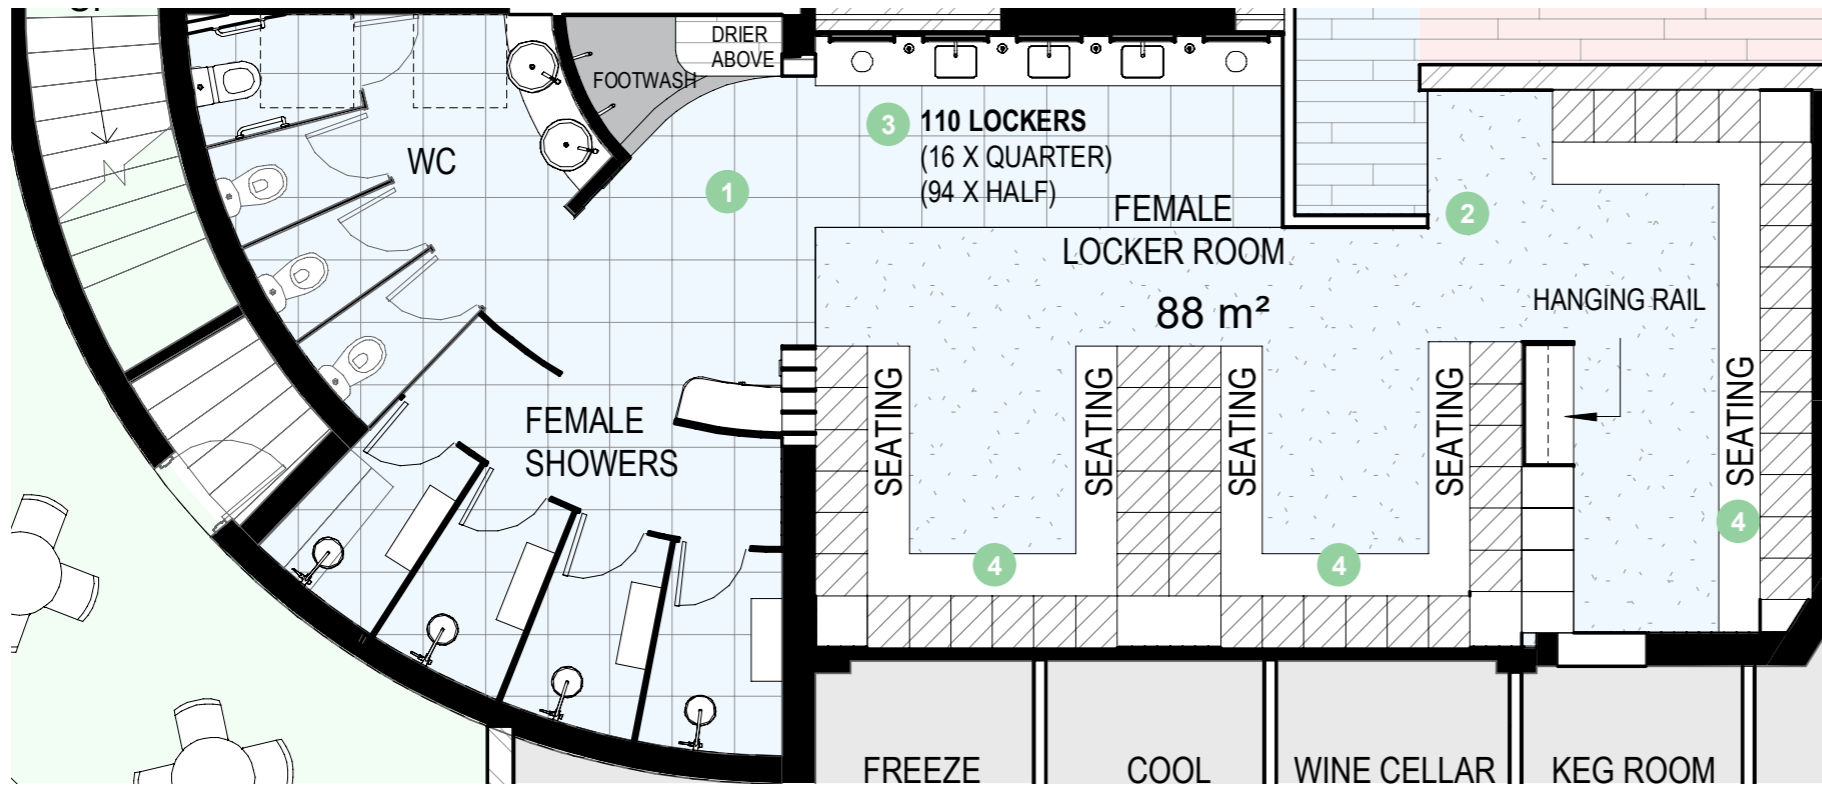 DRIER
ABOVE
FOOTWASH
WC
3
110 LOCKERS
(16 X QUARTER)
(94 X HALF)
1
2
FEMALE
LOCKER ROOM
88 m²
HANGING RAIL
FEMALE
SHOWERS
SEATING
SEATING
SEATING
SEATING
SEATING
4
4
4
FREEZE
COOL
WINE CELLAR
KEG ROOM